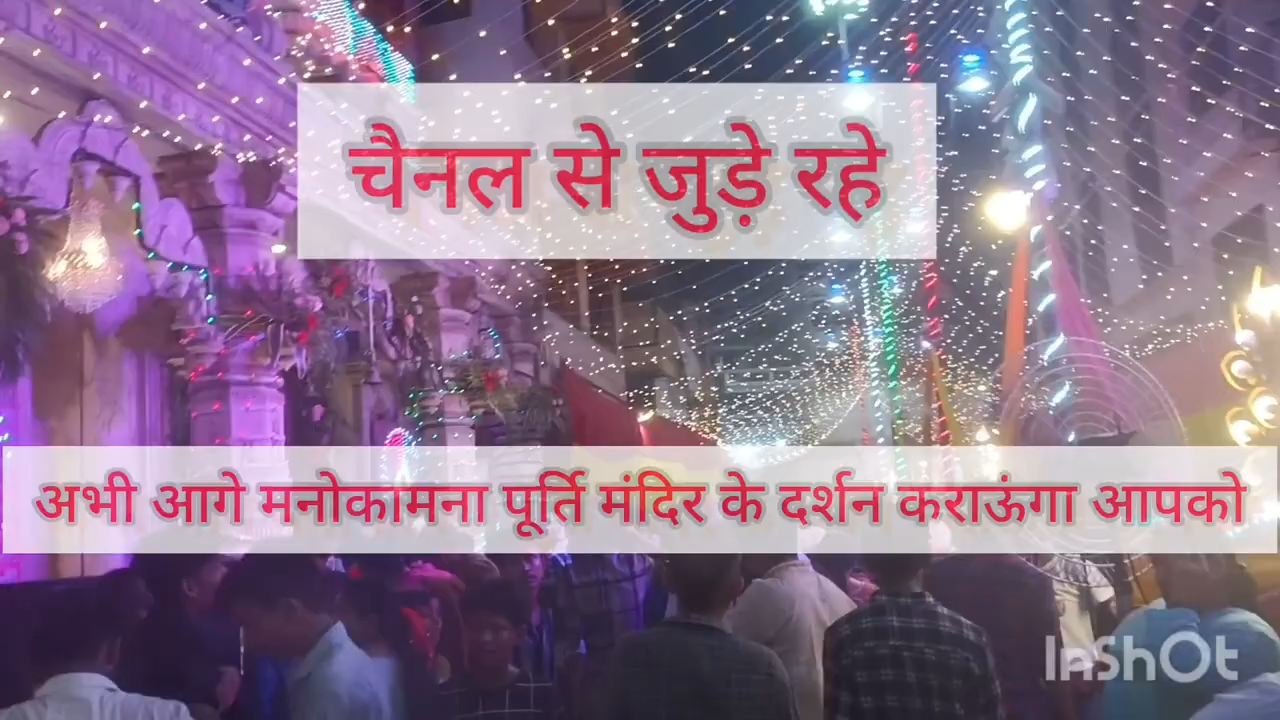 चैनल से जुड़े रहे
अभी आगे मनोकामना पूर्ति मंदिर के दर्शन कराऊंगा आपको
InShOt